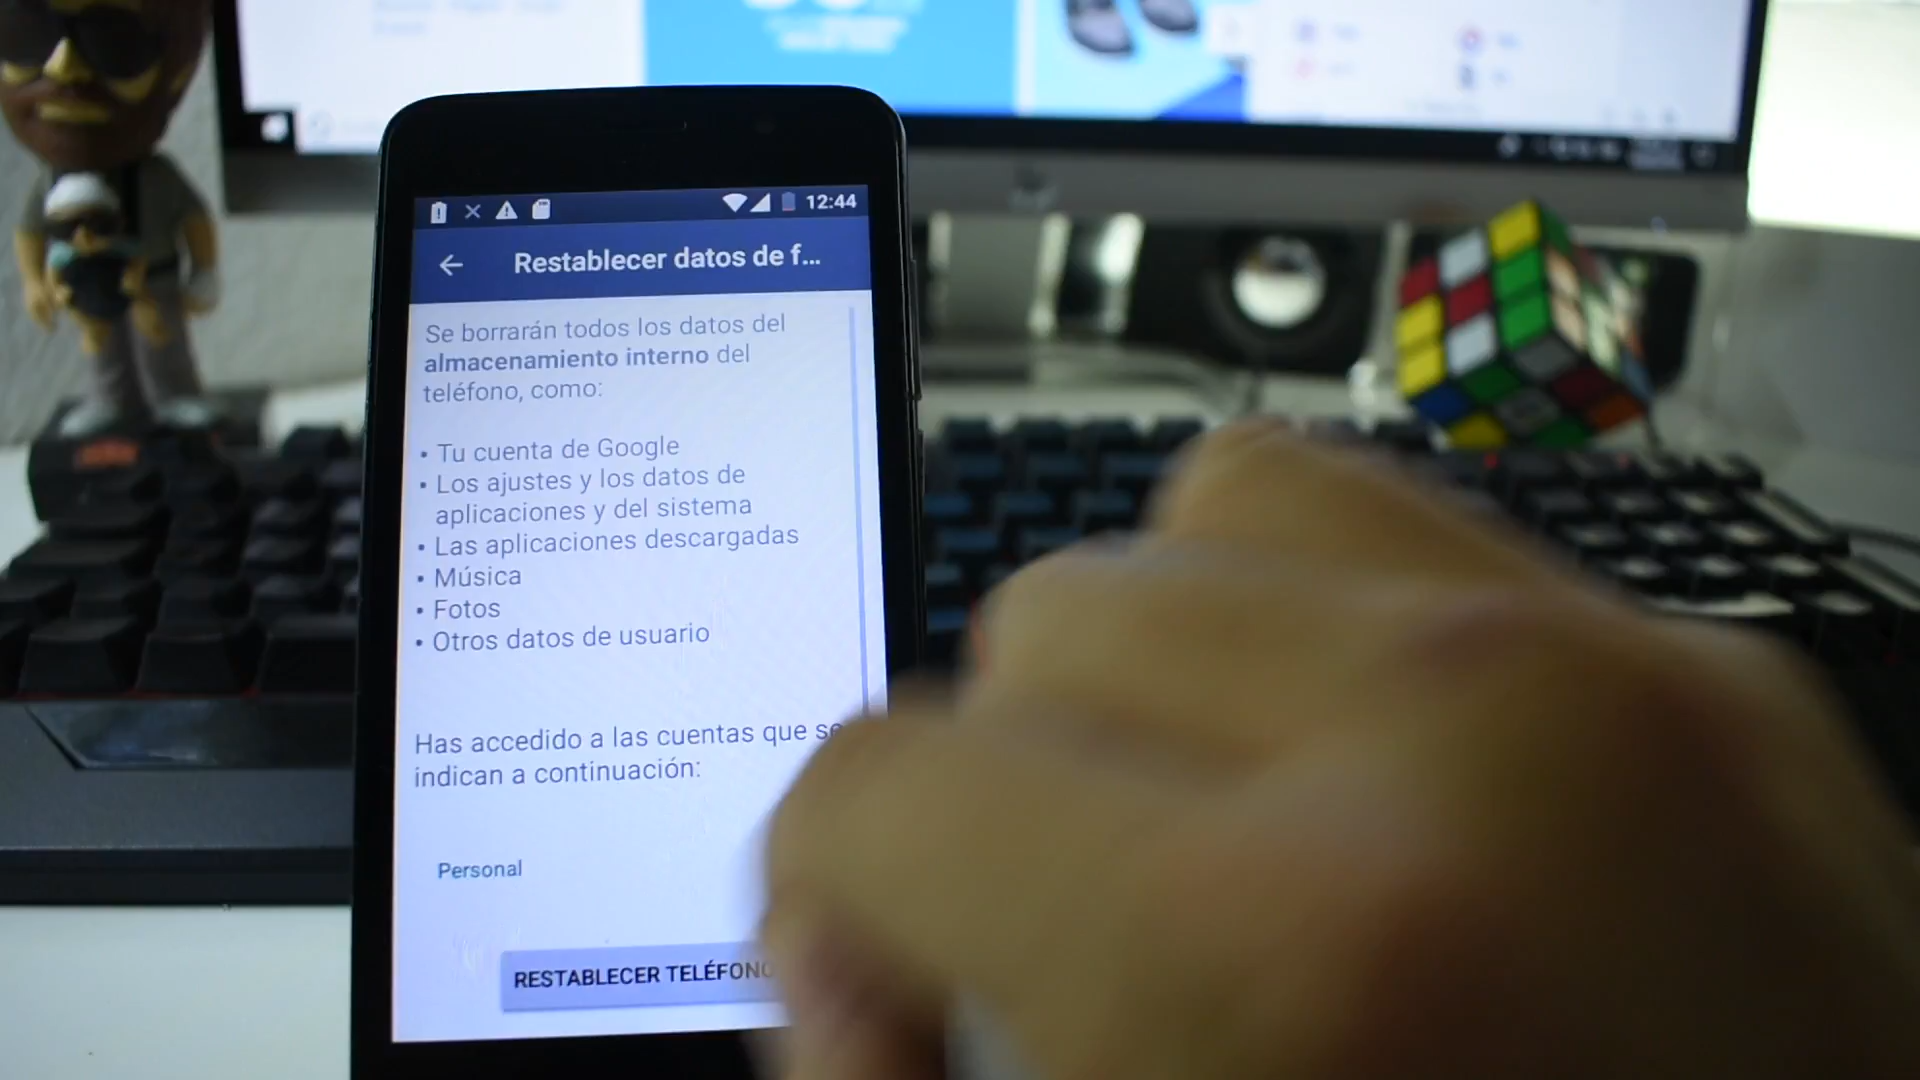 12:44
Restablecer datos de f...
Se borrarán todos los datos del
almacenamiento interno del
teléfono, como:
• Tu cuenta de Google
• Los ajustes y los datos de
aplicaciones y del sistema
• Las aplicaciones descargadas
• Música
• Fotos
• Otros datos de usuario
Has accedido a las cuentas que se
indican a continuación:
Personal
RESTABLECER TELÉFONO